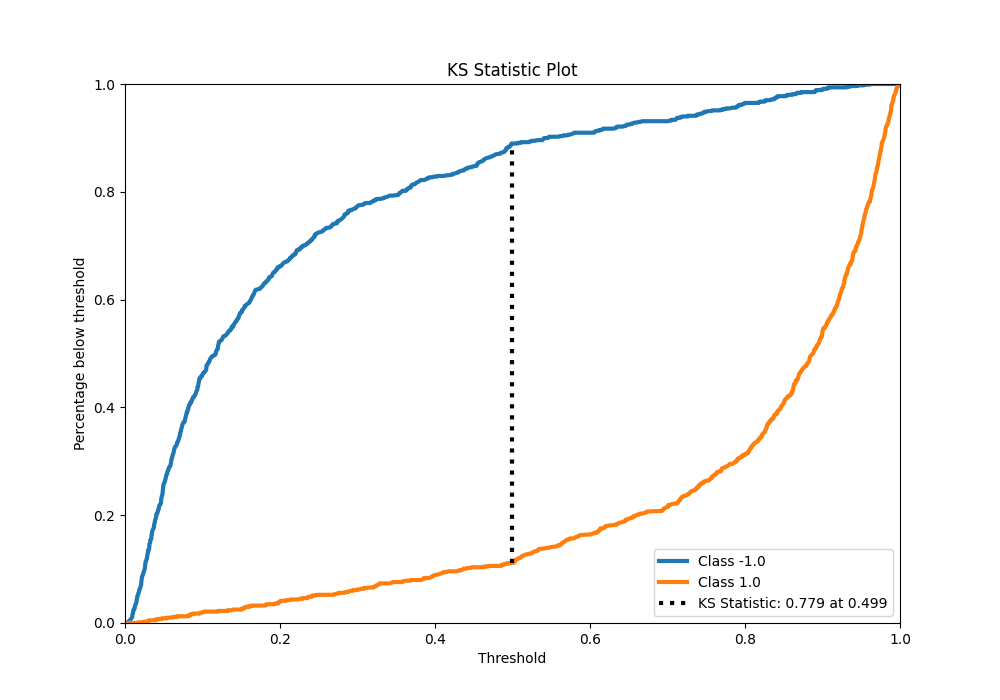 KS Statistic Plot
1.0
0.8
0.6
0.4
0.2
0.0
Percentage below threshold
0.0 0.2 0.4 0.6 0.8 1.0
Threshold
Class -1.0
Class 1.0
KS Statistic: 0.779 at 0.499